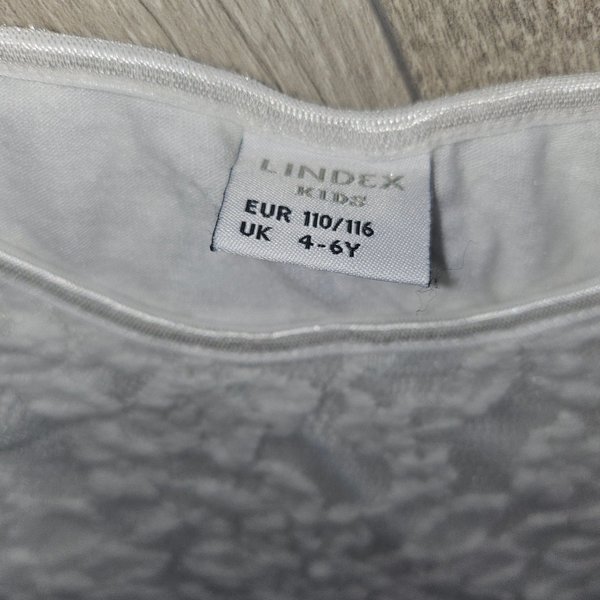 LINDEX
KIDS
EUR 110/116
UK 4-6Y